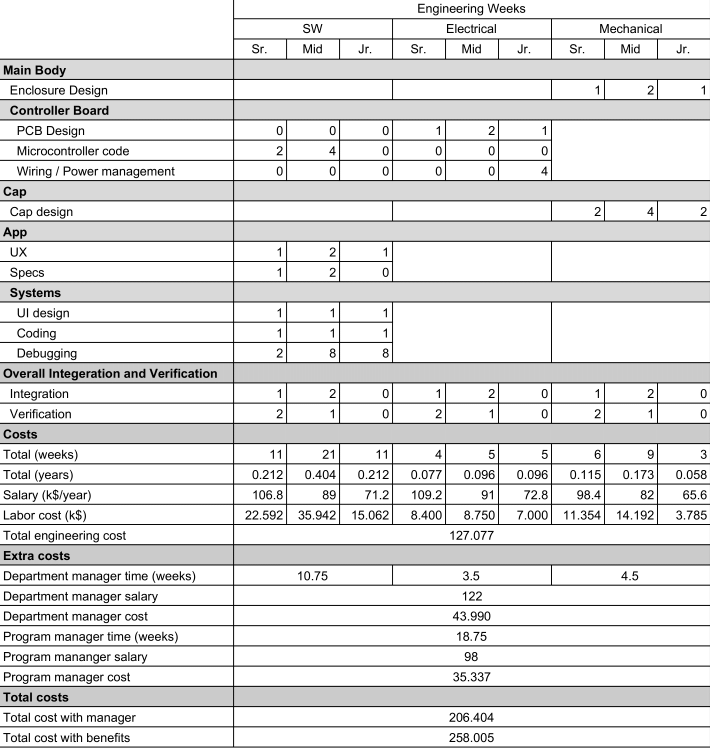 Engineering Weeks
SW Electrical Mechanical
Sr. Mid Jr. Sr. Mid Jr. Sr. Mid Jr.
Main Body
Enclosure Design 1 2 1
Controller Board
PCB Design 0 0 0 1 2 1
Microcontroller code 2 4 0 0 0 0
Wiring / Power management 0 0 0 0 0 4
Cap
Cap design 2 4 2
App
UX 1 2 1
Specs 1 2 0
Systems
UI design 1 1 1
Coding 1 1 1
Debugging 2 8 8
Overall Integeration and Verification
Integration 1 2 0 1 2 0 1 2 0
Verification 2 1 0 2 1 0 2 1 0
Costs
Total (weeks) 11 21 11 4 5 5 6 9 3
Total (years) 0.212 0.404 0.212 0.077 0.096 0.096 0.115 0.173 0.058
Salary (k$/year) 106.8 89 71.2 109.2 91 72.8 98.4 82 65.6
Labor cost (k$) 22.592 35.942 15.062 8.400 8.750 7.000 11.354 14.192 3.785
Total engineering cost 127.077
Extra costs
Department manager time (weeks) 10.75 3.5 4.5
Department manager salary 122
Department manager cost 43.990
Program manager time (weeks) 18.75
Program mananger salary 98
Program manager cost 35.337
Total costs
Total cost with manager 206.404
Total cost with benefits 258.005